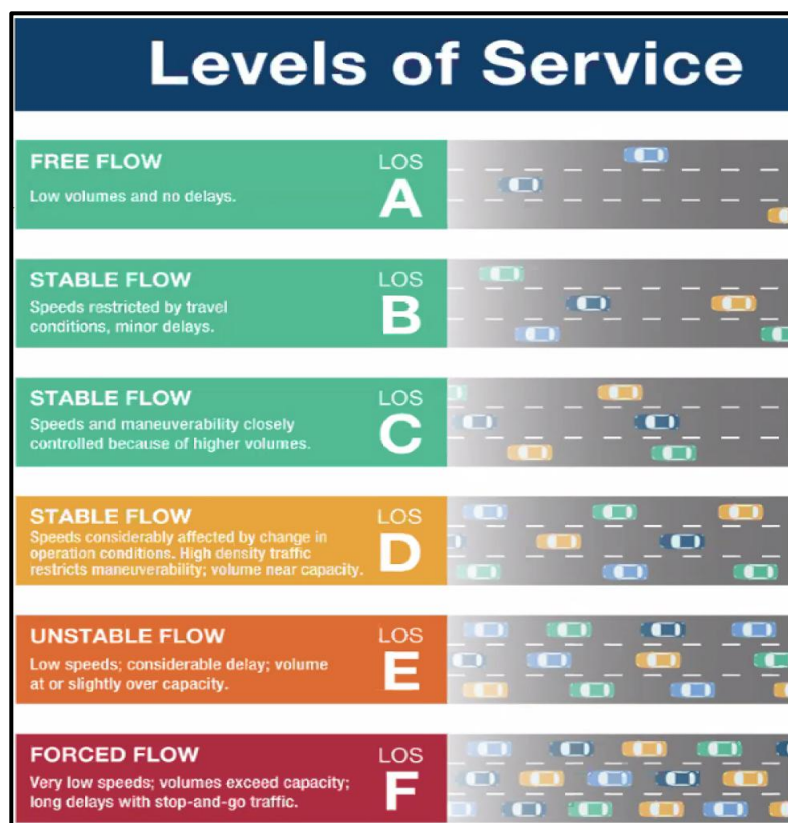 Levels of Service
FREE FLOW
LOS
A
Low volumes and no delays.
STABLE FLOW
LOS
B
Speeds restricted by travel
conditions, minor delays.
STABLE FLOW
LOS
C
Speeds and maneuverability closely
controlled because of higher volumes.
STABLE FLOW
LOS
D
Speeds considerably affected by change in
operation conditions. High density traffic
restricts maneuverability; volume near capacity.
UNSTABLE FLOW
LOS
E
Low speeds; considerable delay; volume
at or slightly over capacity.
FORCED FLOW
LOS
F
Very low speeds; volumes exceed capacity;
long delays with stop-and-go traffic.